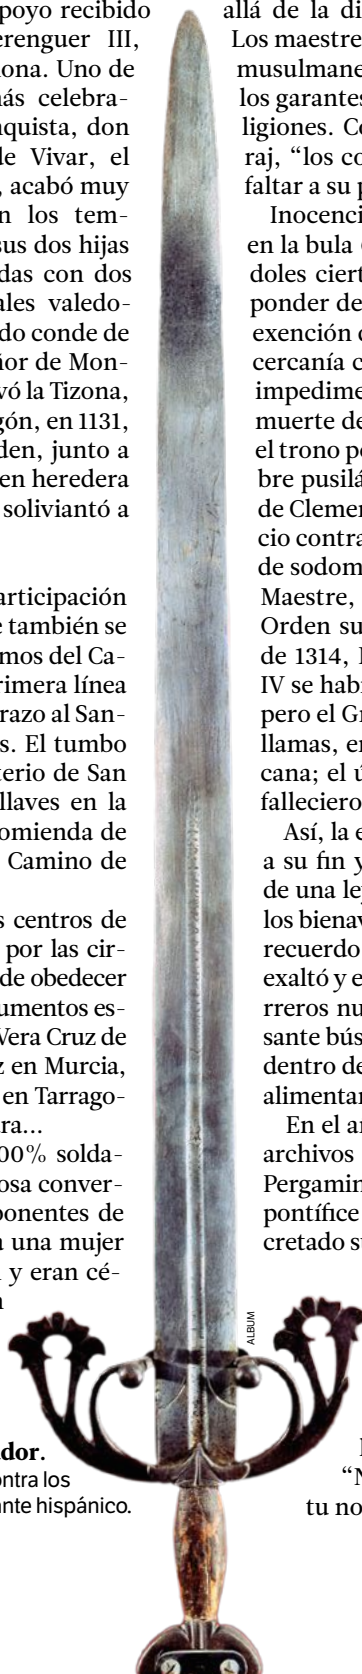 poyo recibido
erenguer III,
ona. Uno de
más celebra-
nquista, don
de Vivar, el
, acabó muy
n los tem-
sus dos hijas
das con dos
ales valedo-
do conde de
ñor de Mon-
vó la Tizona,
gón, en 1131,
den, junto a
en heredera
soliviantó a
articipación
e también se
mos del Ca-
rimera línea
razo al San-
s. El tumbo
terio de San
llaves en la
omienda de
Camino de
s centros de
por las cir-
de obedecer
umentos es-
Vera Cruz de
z en Murcia,
en Tarrago-
ra...
00% solda-
osa conver-
ponentes de
a una mujer
y eran cé-
n
ador.
ontra los
ante hispánico.
allá de la di
Los maestre
musulmane
los garantes
ligiones. Co
raj, “los co
faltar a su p
Inocenci
en la bula
doles ciert
ponder de
exención d
cercanía c
impedime
muerte de
el trono po
bre pusilá
de Clemen
cio contra
de sodom
Maestre,
Orden su
de 1314, 
IV se habí
pero el Gr
llamas, en
cana; el ú
falleciero
Así, la e
a su fin y
de una ley
los bienav
recuerdo
exaltó y e
rreros nu
sante bús
dentro de
alimentar
En el ar
archivos
Pergamin
pontífice
cretado su
“N
tu no
ALBUM